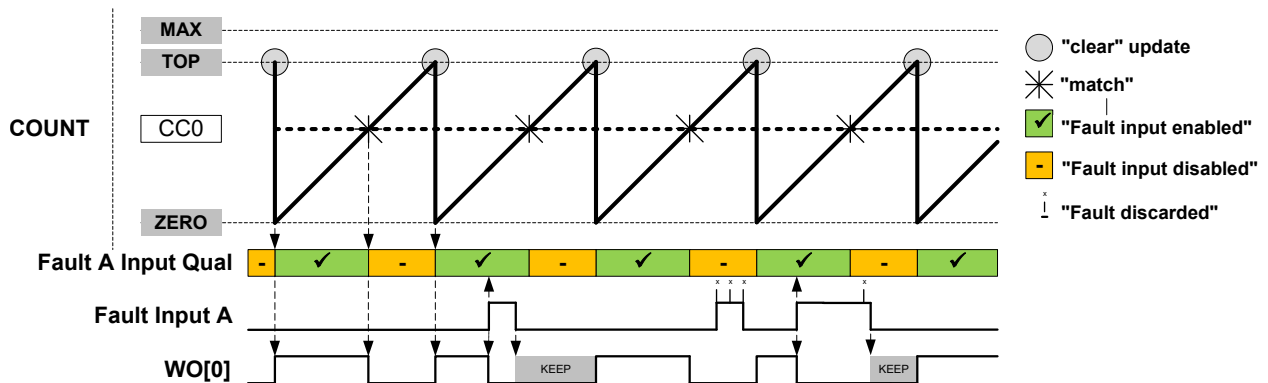 MAX
TOP
COUNT
CC0
ZERO
"clear" update
"match"
"Fault input enabled"
"Fault input disabled"
"Fault discarded"
Fault A Input Qual
- ✓ - ✓ - ✓ - ✓ - ✓
x x x x
Fault Input A
WO[0]
KEEP KEEP